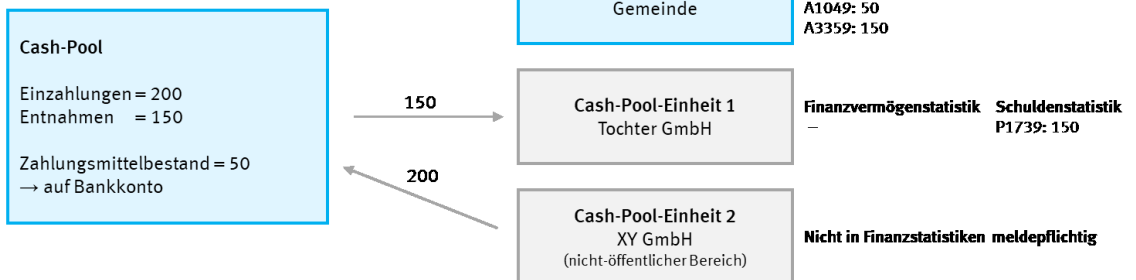 Gemeinde
A1049: 50
A3359: 150
Cash-Pool
Einzahlungen = 200
Entnahmen = 150
Zahlungsmittelbestand = 50
→ auf Bankkonto
150
Cash-Pool-Einheit 1
Tochter GmbH
Finanzvermögenstatistik Schuldenstatistik
– P1739: 150
200
Cash-Pool-Einheit 2
XY GmbH
(nicht-öffentlicher Bereich)
Nicht in Finanzstatistiken meldepflichtig